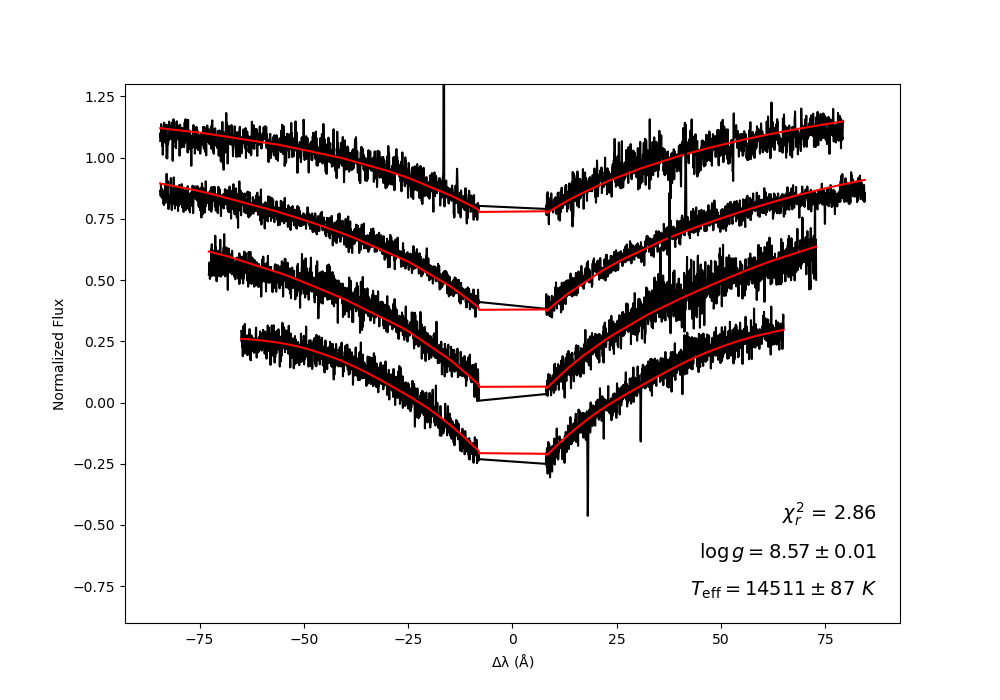 Normalized Flux
1.25
1.00
0.75
0.50
0.25
0.00
−0.25
−0.50
−0.75
χ²ᵣ = 2.86
log g = 8.57 ± 0.01
T_eff = 14511 ± 87 K
−75 −50 −25 0 25 50 75
Δλ (Å)